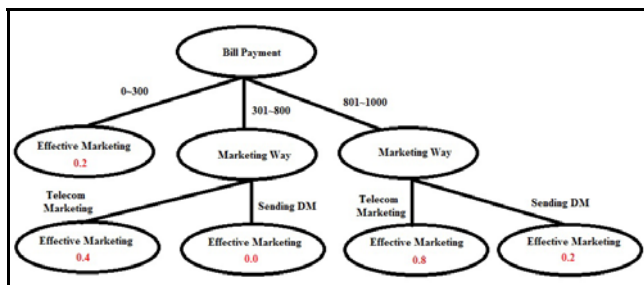 Bill Payment
0~300
301~800
801~1000
Effective Marketing
0.2
Marketing Way
Marketing Way
Telecom
Marketing
Sending DM
Telecom
Marketing
Sending DM
Effective Marketing
0.4
Effective Marketing
0.0
Effective Marketing
0.8
Effective Marketing
0.2